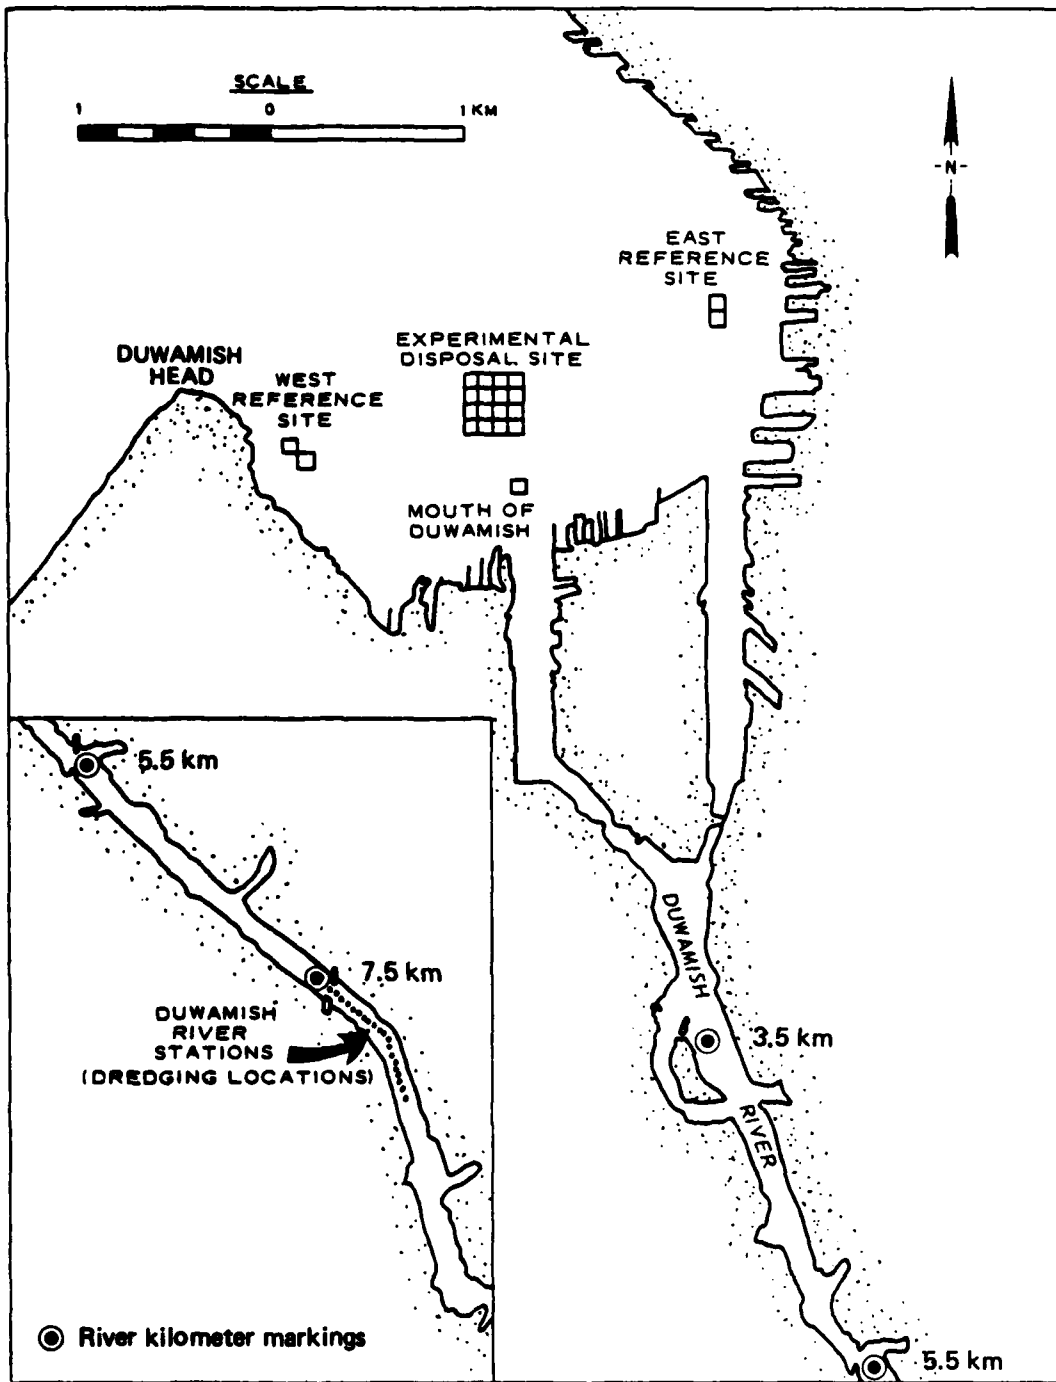 SCALE
1 0 1 KM
-N-
EAST
REFERENCE
SITE
EXPERIMENTAL
DISPOSAL SITE
DUWAMISH
HEAD
WEST
REFERENCE
SITE
MOUTH OF
DUWAMISH
5.5 km
7.5 km
DUWAMISH
RIVER
STATIONS
(DREDGING LOCATIONS)
DUWAMISH
3.5 km
RIVER
River kilometer markings
5.5 km